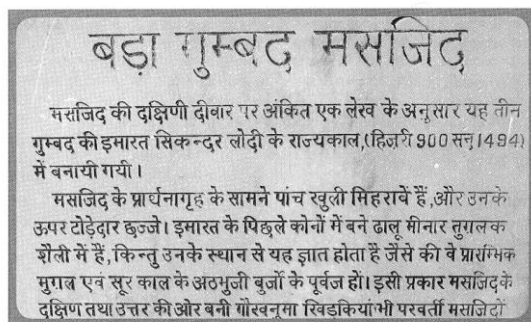 बड़ा गुम्बद मसजिद
मसजिद की दक्षिणी दीवार पर अंकित एक लेख के अनुसार यह तीन
गुम्बद की इमारत सिकन्दर लोदी के राज्यकाल,(हिज़री 900 सन् 1494)
में बनायी गयी।
मसजिद के प्रार्थनागृह के सामने पांच खुली मिहरावें हैं,और उनके
ऊपर टोड़ेदार छज्जे। इमारत के पिछले कोनों में बने ढालू मीनार तुग़लक
शैली में हैं,किन्तु उनके स्थान से यह ज्ञात होता है जैसे की वे प्रारम्भिक
मुग़ल एवं सूर काल के अठभुजी बुर्जों के पूर्वज हों। इसी प्रकार मसजिद के
दक्षिण तथा उत्तर की ओर बनी गौरवनुमा खिड़कियां भी परवर्ती मसजिदों